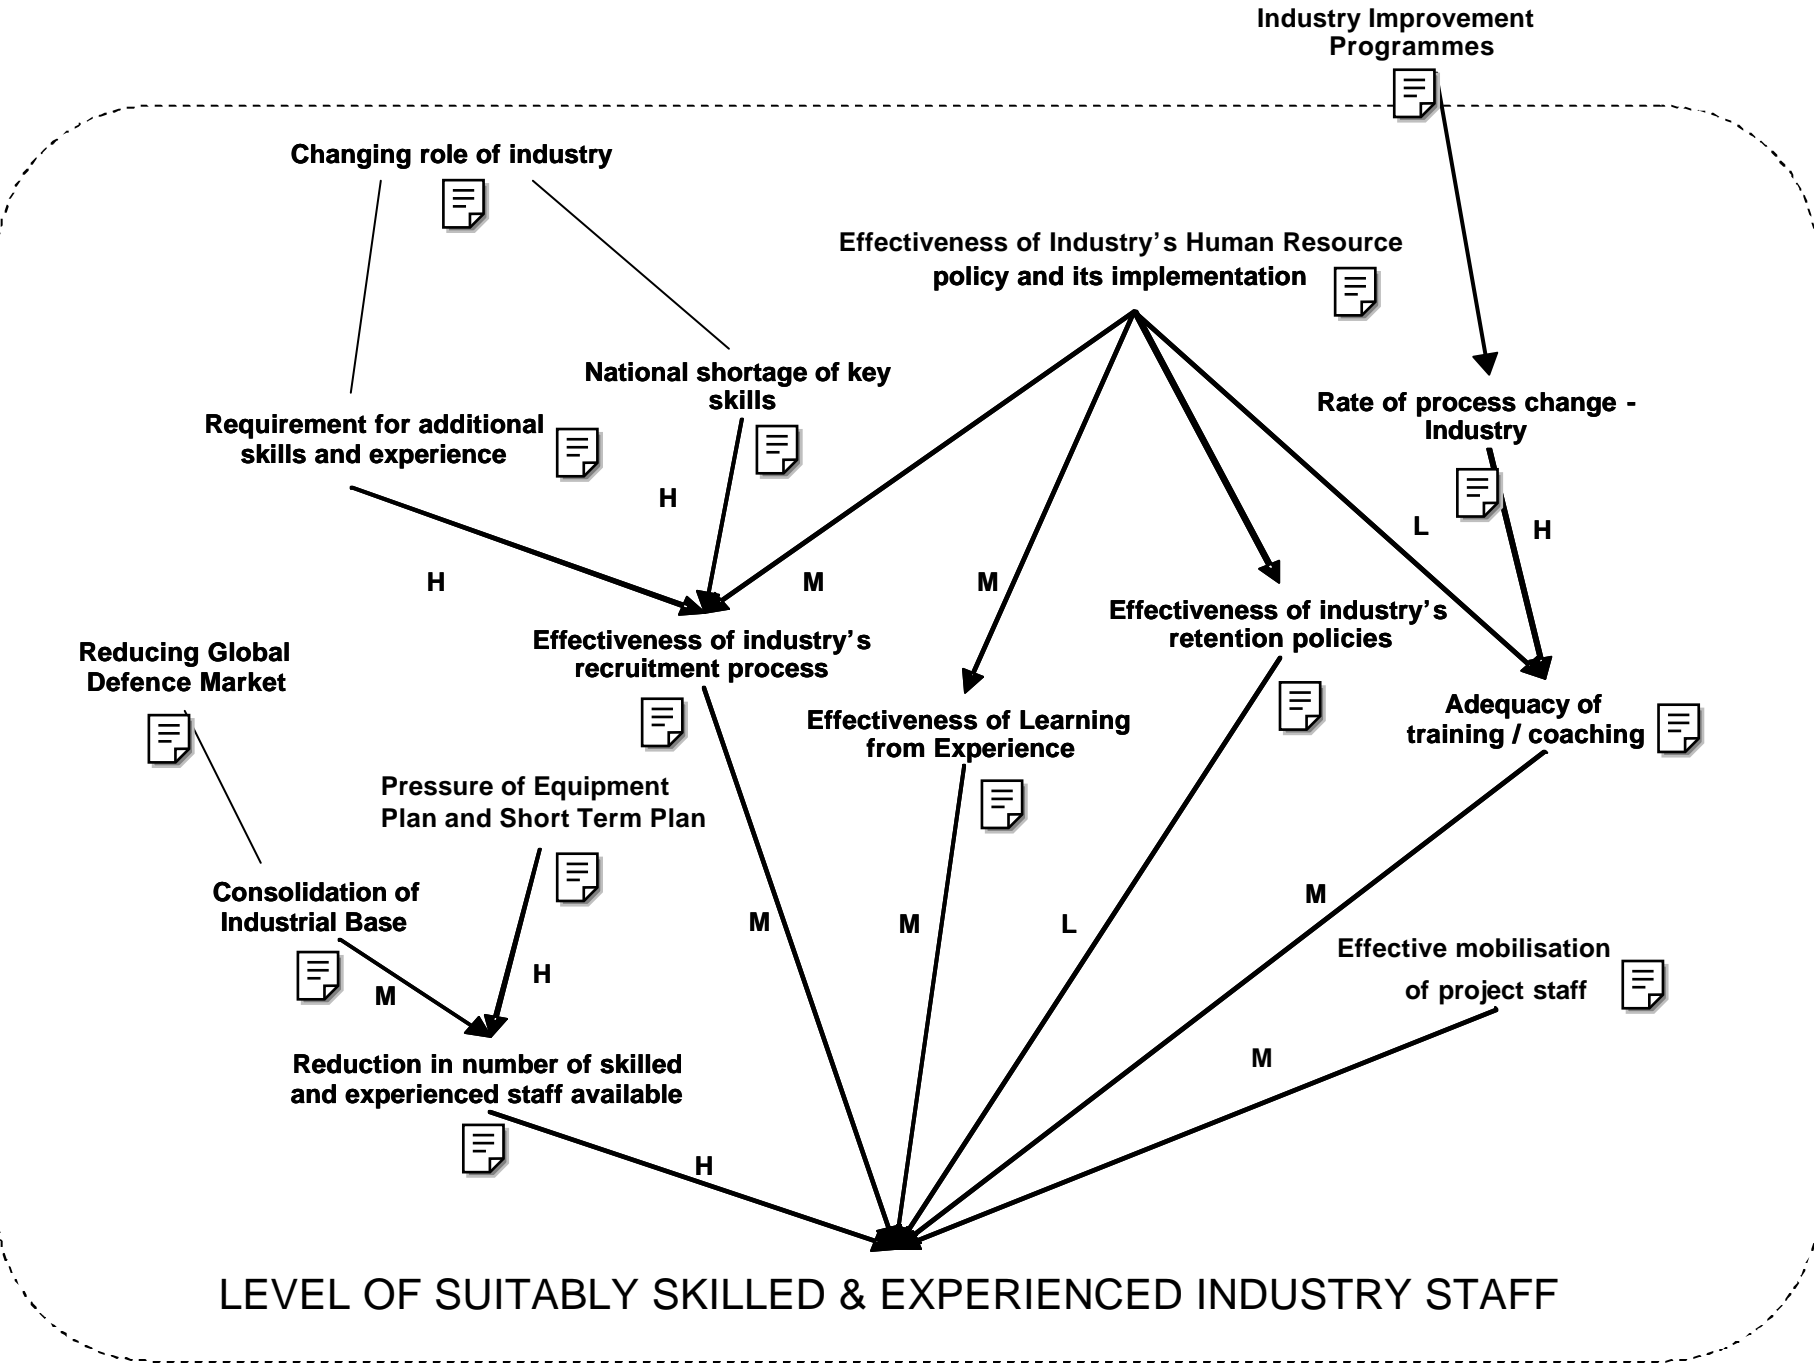 Industry Improvement
Programmes
Changing role of industry
Effectiveness of Industry’s Human Resource
policy and its implementation
National shortage of key
skills
Rate of process change -
Industry
Requirement for additional
skills and experience
H
L
H
H
M
M
Effectiveness of industry’s
retention policies
Effectiveness of industry’s
recruitment process
Reducing Global
Defence Market
Effectiveness of Learning
from Experience
Adequacy of
training / coaching
Pressure of Equipment
Plan and Short Term Plan
Consolidation of
Industrial Base
M
M
L
M
Effective mobilisation
of project staff
H
M
M
Reduction in number of skilled
and experienced staff available
H
LEVEL OF SUITABLY SKILLED & EXPERIENCED INDUSTRY STAFF